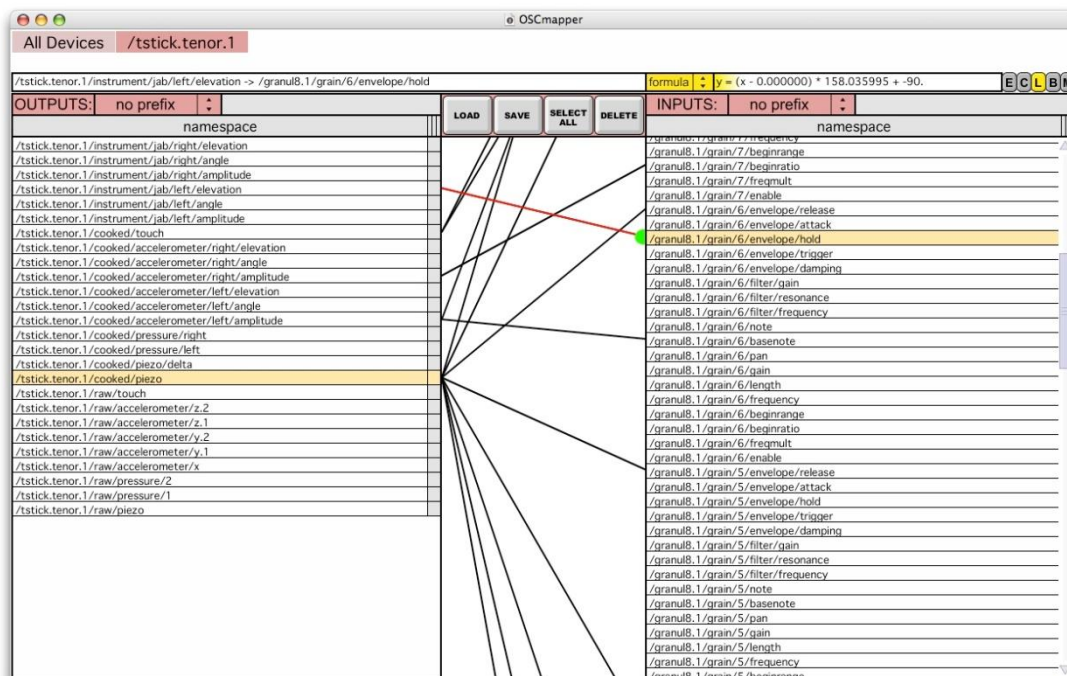 OSCmapper
All Devices /tstick.tenor.1
/tstick.tenor.1/instrument/jab/left/elevation -> /granul8.1/grain/6/envelope/hold formula y = (x - 0.000000) * 158.035995 + -90. E C L B M
OUTPUTS: no prefix LOAD SAVE SELECT ALL DELETE INPUTS: no prefix
namespace namespace
/tstick.tenor.1/instrument/jab/right/elevation
/tstick.tenor.1/instrument/jab/right/angle
/tstick.tenor.1/instrument/jab/right/amplitude
/tstick.tenor.1/instrument/jab/left/elevation
/tstick.tenor.1/instrument/jab/left/angle
/tstick.tenor.1/instrument/jab/left/amplitude
/tstick.tenor.1/cooked/touch
/tstick.tenor.1/cooked/accelerometer/right/elevation
/tstick.tenor.1/cooked/accelerometer/right/angle
/tstick.tenor.1/cooked/accelerometer/right/amplitude
/tstick.tenor.1/cooked/accelerometer/left/elevation
/tstick.tenor.1/cooked/accelerometer/left/angle
/tstick.tenor.1/cooked/accelerometer/left/amplitude
/tstick.tenor.1/cooked/pressure/right
/tstick.tenor.1/cooked/pressure/left
/tstick.tenor.1/cooked/piezo/delta
/tstick.tenor.1/cooked/piezo
/tstick.tenor.1/raw/touch
/tstick.tenor.1/raw/accelerometer/z.2
/tstick.tenor.1/raw/accelerometer/z.1
/tstick.tenor.1/raw/accelerometer/y.2
/tstick.tenor.1/raw/accelerometer/y.1
/tstick.tenor.1/raw/accelerometer/x
/tstick.tenor.1/raw/pressure/2
/tstick.tenor.1/raw/pressure/1
/tstick.tenor.1/raw/piezo
/granul8.1/grain/7/frequency
/granul8.1/grain/7/beginrange
/granul8.1/grain/7/beginratio
/granul8.1/grain/7/freqmult
/granul8.1/grain/7/enable
/granul8.1/grain/6/envelope/release
/granul8.1/grain/6/envelope/attack
/granul8.1/grain/6/envelope/hold
/granul8.1/grain/6/envelope/trigger
/granul8.1/grain/6/envelope/damping
/granul8.1/grain/6/filter/gain
/granul8.1/grain/6/filter/resonance
/granul8.1/grain/6/filter/frequency
/granul8.1/grain/6/note
/granul8.1/grain/6/basenote
/granul8.1/grain/6/pan
/granul8.1/grain/6/gain
/granul8.1/grain/6/length
/granul8.1/grain/6/frequency
/granul8.1/grain/6/beginrange
/granul8.1/grain/6/beginratio
/granul8.1/grain/6/freqmult
/granul8.1/grain/6/enable
/granul8.1/grain/5/envelope/release
/granul8.1/grain/5/envelope/attack
/granul8.1/grain/5/envelope/hold
/granul8.1/grain/5/envelope/trigger
/granul8.1/grain/5/envelope/damping
/granul8.1/grain/5/filter/gain
/granul8.1/grain/5/filter/resonance
/granul8.1/grain/5/filter/frequency
/granul8.1/grain/5/note
/granul8.1/grain/5/basenote
/granul8.1/grain/5/pan
/granul8.1/grain/5/gain
/granul8.1/grain/5/length
/granul8.1/grain/5/frequency
/granul8.1/grain/5/beginrange